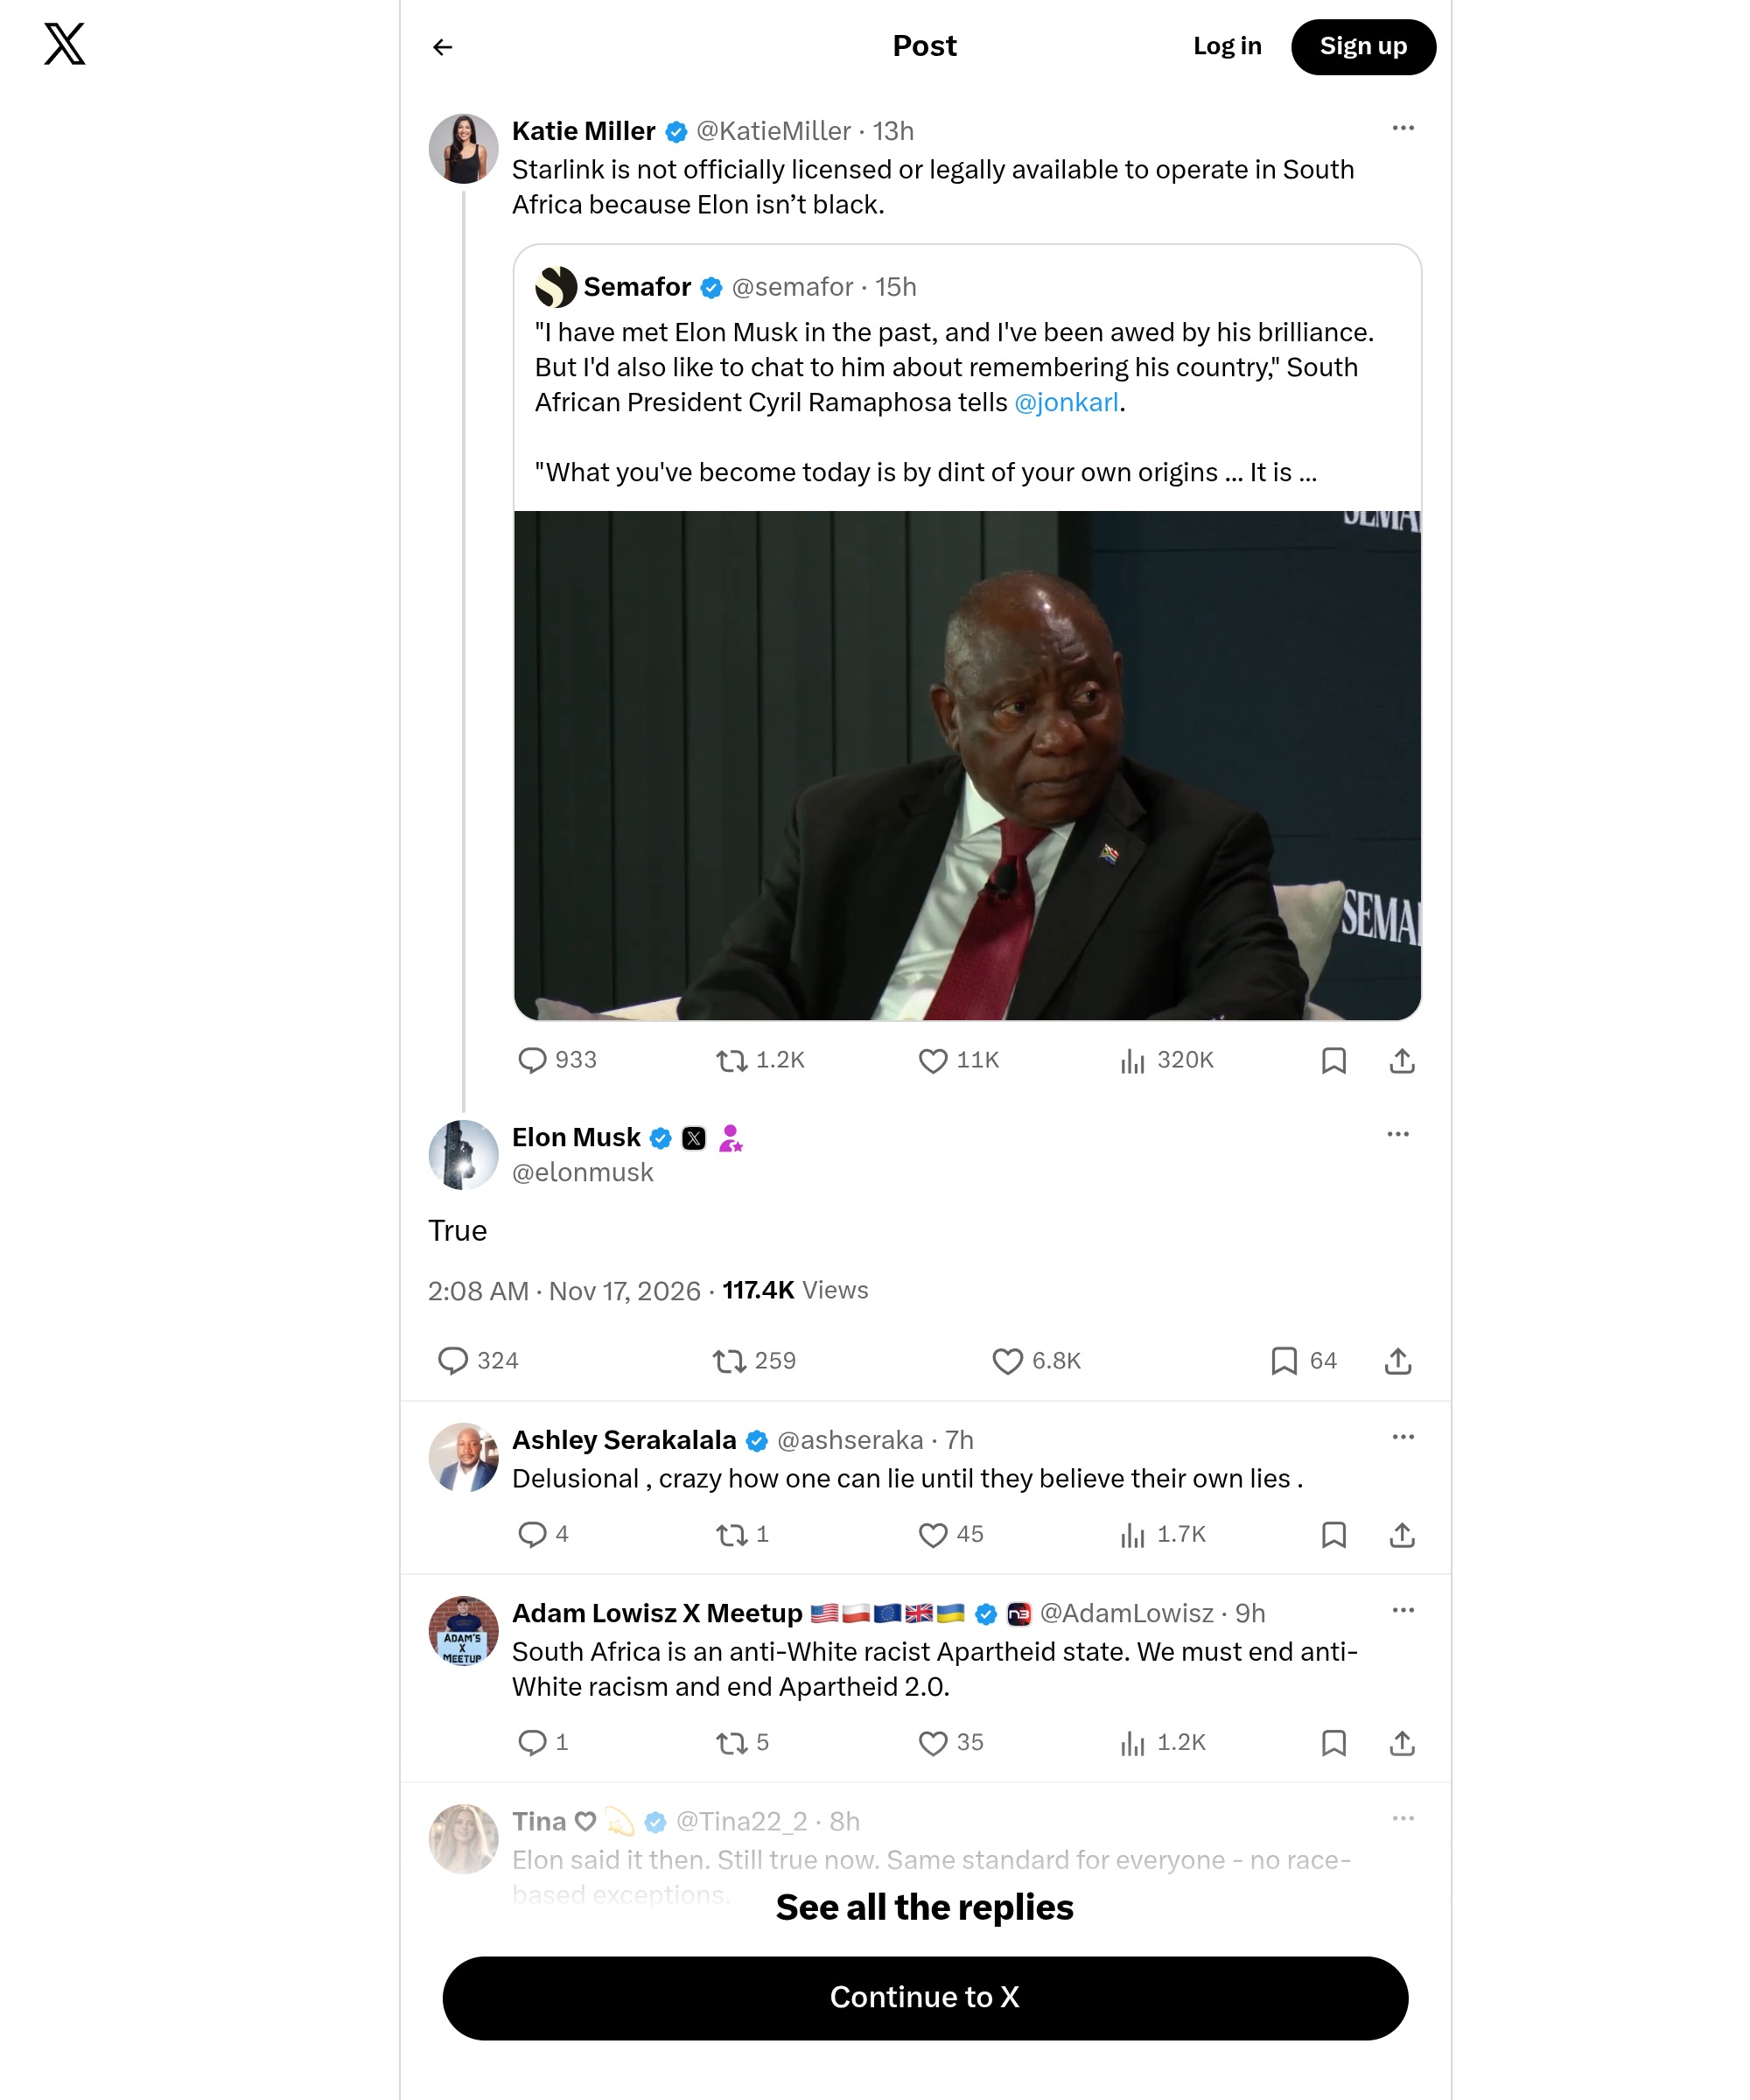 Post
Log in
Sign up
Katie Miller @KatieMiller · 13h
Starlink is not officially licensed or legally available to operate in South
Africa because Elon isn’t black.
Semafor @semafor · 15h
"I have met Elon Musk in the past, and I've been awed by his brilliance.
But I'd also like to chat to him about remembering his country," South
African President Cyril Ramaphosa tells @jonkarl.
"What you've become today is by dint of your own origins ... It is ...
SEMA
SEMA
933 1.2K 11K 320K
Elon Musk
@elonmusk
True
2:08 AM · Nov 17, 2026 · 117.4K Views
324 259 6.8K 64
Ashley Serakalala @ashseraka · 7h
Delusional , crazy how one can lie until they believe their own lies .
4 1 45 1.7K
ADAM'S
X
MEETUP
Adam Lowisz X Meetup 🇺🇸🇵🇱🇪🇺🇬🇧🇺🇦 n3 @AdamLowisz · 9h
South Africa is an anti-White racist Apartheid state. We must end anti-
White racism and end Apartheid 2.0.
1 5 35 1.2K
Tina ♡ 💫 @Tina22_2 · 8h
Elon said it then. Still true now. Same standard for everyone - no race-
based exceptions.
See all the replies
Continue to X